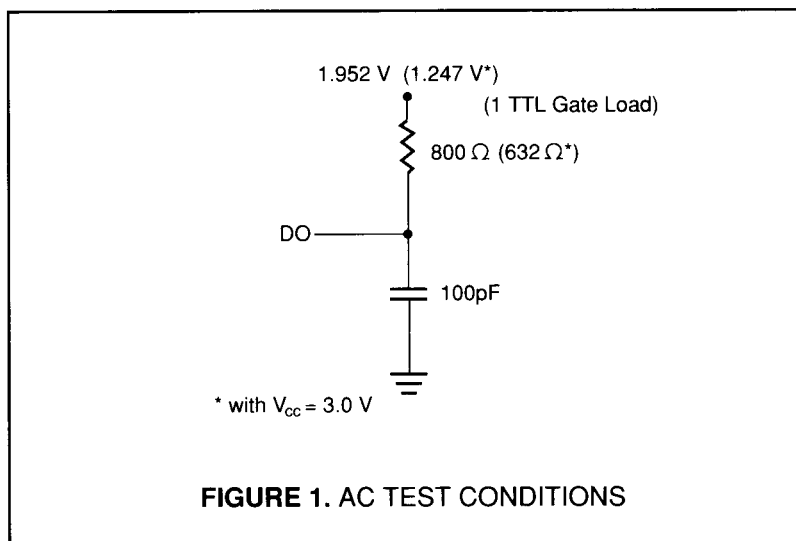 1.952 V (1.247 V*)
(1 TTL Gate Load)
800 Ω (632 Ω*)
DO
100pF
* with Vcc = 3.0 V
FIGURE 1. AC TEST CONDITIONS